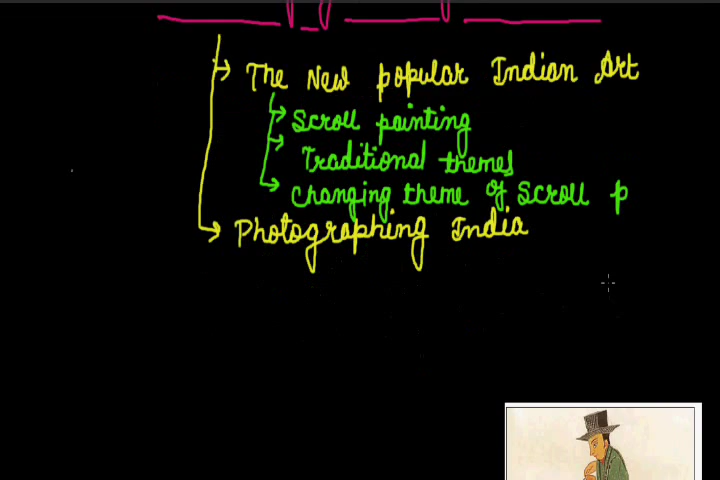 The New popular Indian Art
Scroll painting
Traditional themes
Changing theme of Scroll p
Photographing India